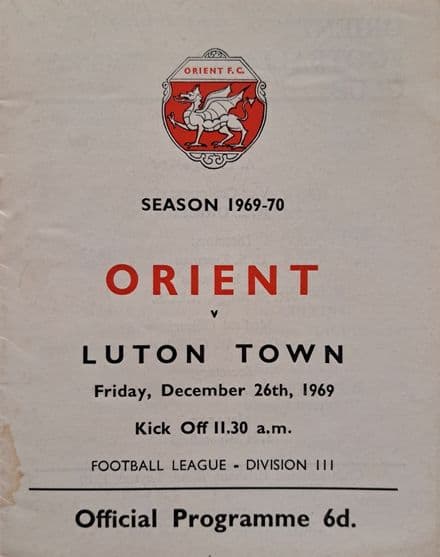 ORIENT F.C.
SEASON 1969-70
ORIENT
v
LUTON TOWN
Friday, December 26th, 1969
Kick Off 11.30 a.m.
FOOTBALL LEAGUE - DIVISION III
Official Programme 6d.